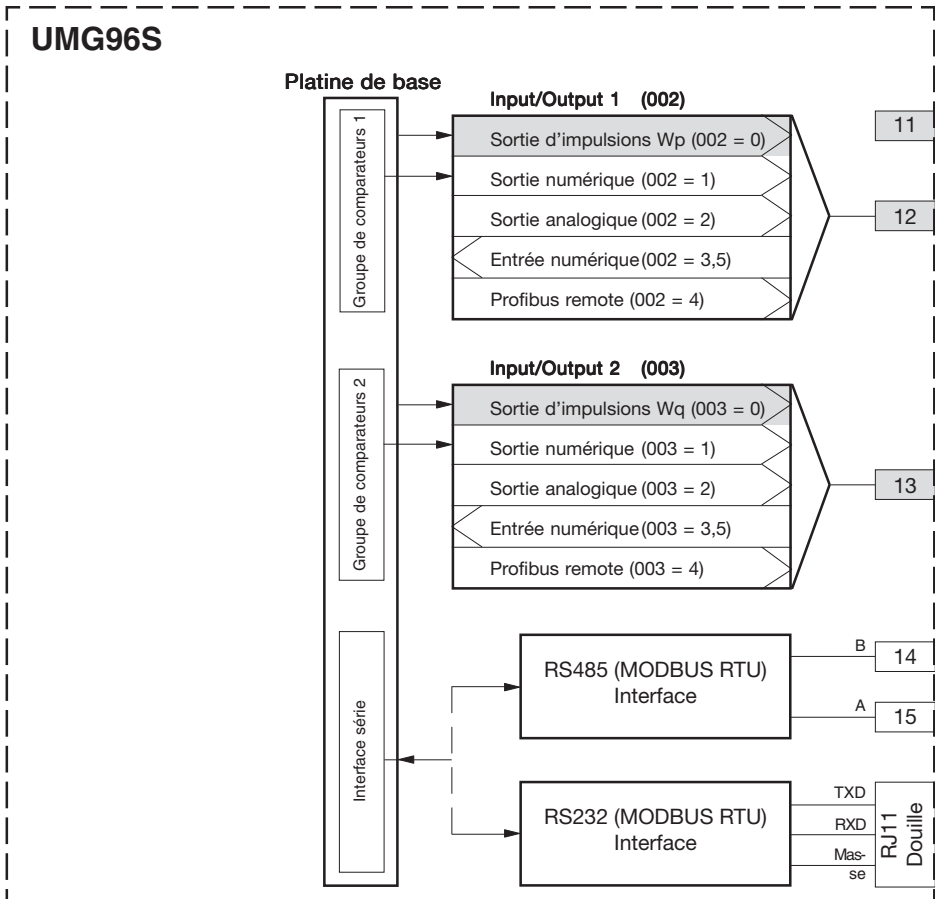 UMG96S
Platine de base
Groupe de comparateurs 1
Input/Output 1 (002)
Sortie d'impulsions Wp (002 = 0)
Sortie numérique (002 = 1)
Sortie analogique (002 = 2)
Entrée numérique (002 = 3,5)
Profibus remote (002 = 4)
11
12
Groupe de comparateurs 2
Input/Output 2 (003)
Sortie d'impulsions Wq (003 = 0)
Sortie numérique (003 = 1)
Sortie analogique (003 = 2)
Entrée numérique (003 = 3,5)
Profibus remote (003 = 4)
13
Interface série
RS485 (MODBUS RTU)
Interface
B
14
A
15
RS232 (MODBUS RTU)
Interface
TXD
RXD
Mas-
se
RJ11
Douille